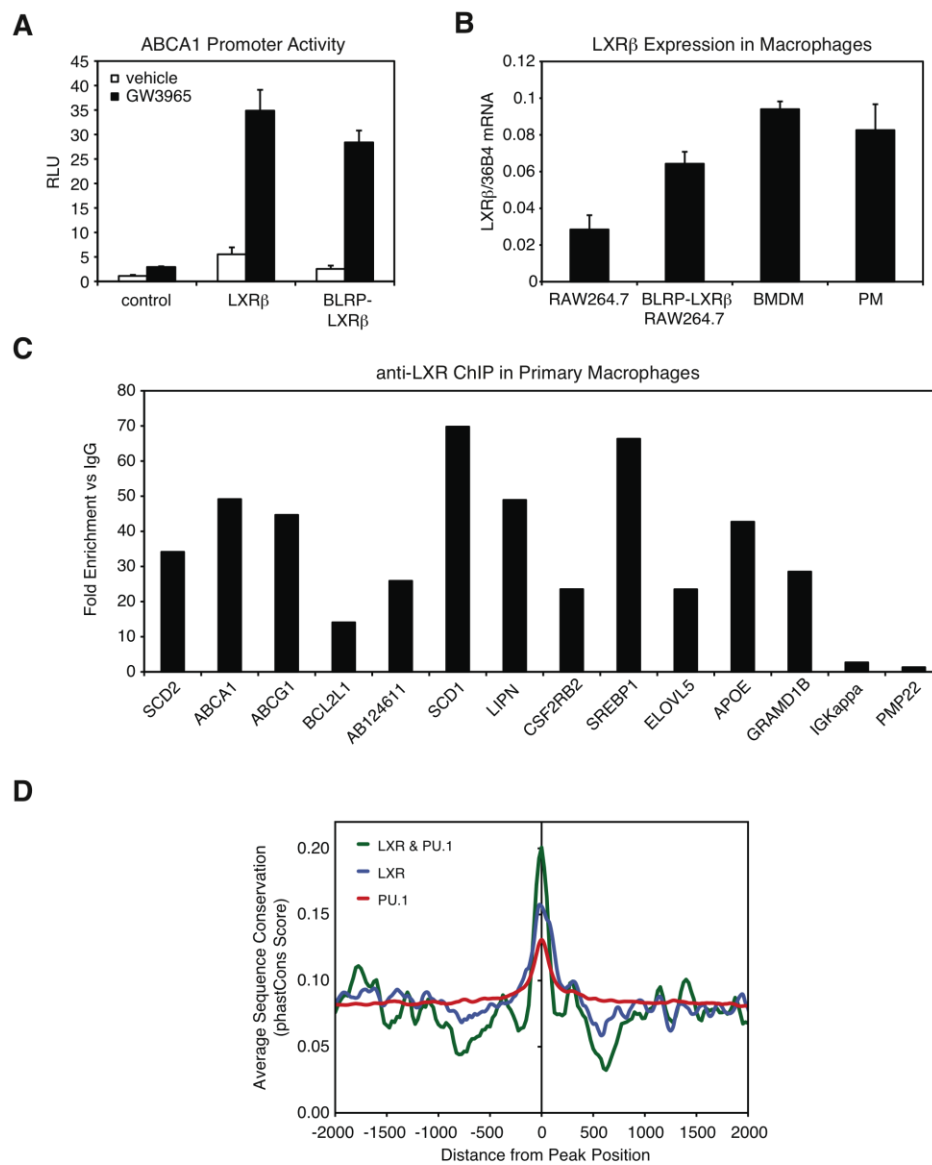 A
ABCA1 Promoter Activity
vehicle
GW3965
RLU
45
40
35
30
25
20
15
10
5
0
control
LXRβ
BLRP-
LXRβ
B
LXRβ Expression in Macrophages
LXRβ/36B4 mRNA
0.12
0.1
0.08
0.06
0.04
0.02
0
RAW264.7
BLRP-LXRβ
RAW264.7
BMDM
PM
C
anti-LXR ChIP in Primary Macrophages
Fold Enrichment vs IgG
80
70
60
50
40
30
20
10
0
SCD2
ABCA1
ABCG1
BCL2L1
AB124611
SCD1
LIPN
CSF2RB2
SREBP1
ELOVL5
APOE
GRAMD1B
IGKappa
PMP22
D
Average Sequence Conservation
(phastCons Score)
0.20
0.15
0.10
0.05
0.00
LXR & PU.1
LXR
PU.1
-2000 -1500 -1000 -500 0 500 1000 1500 2000
Distance from Peak Position